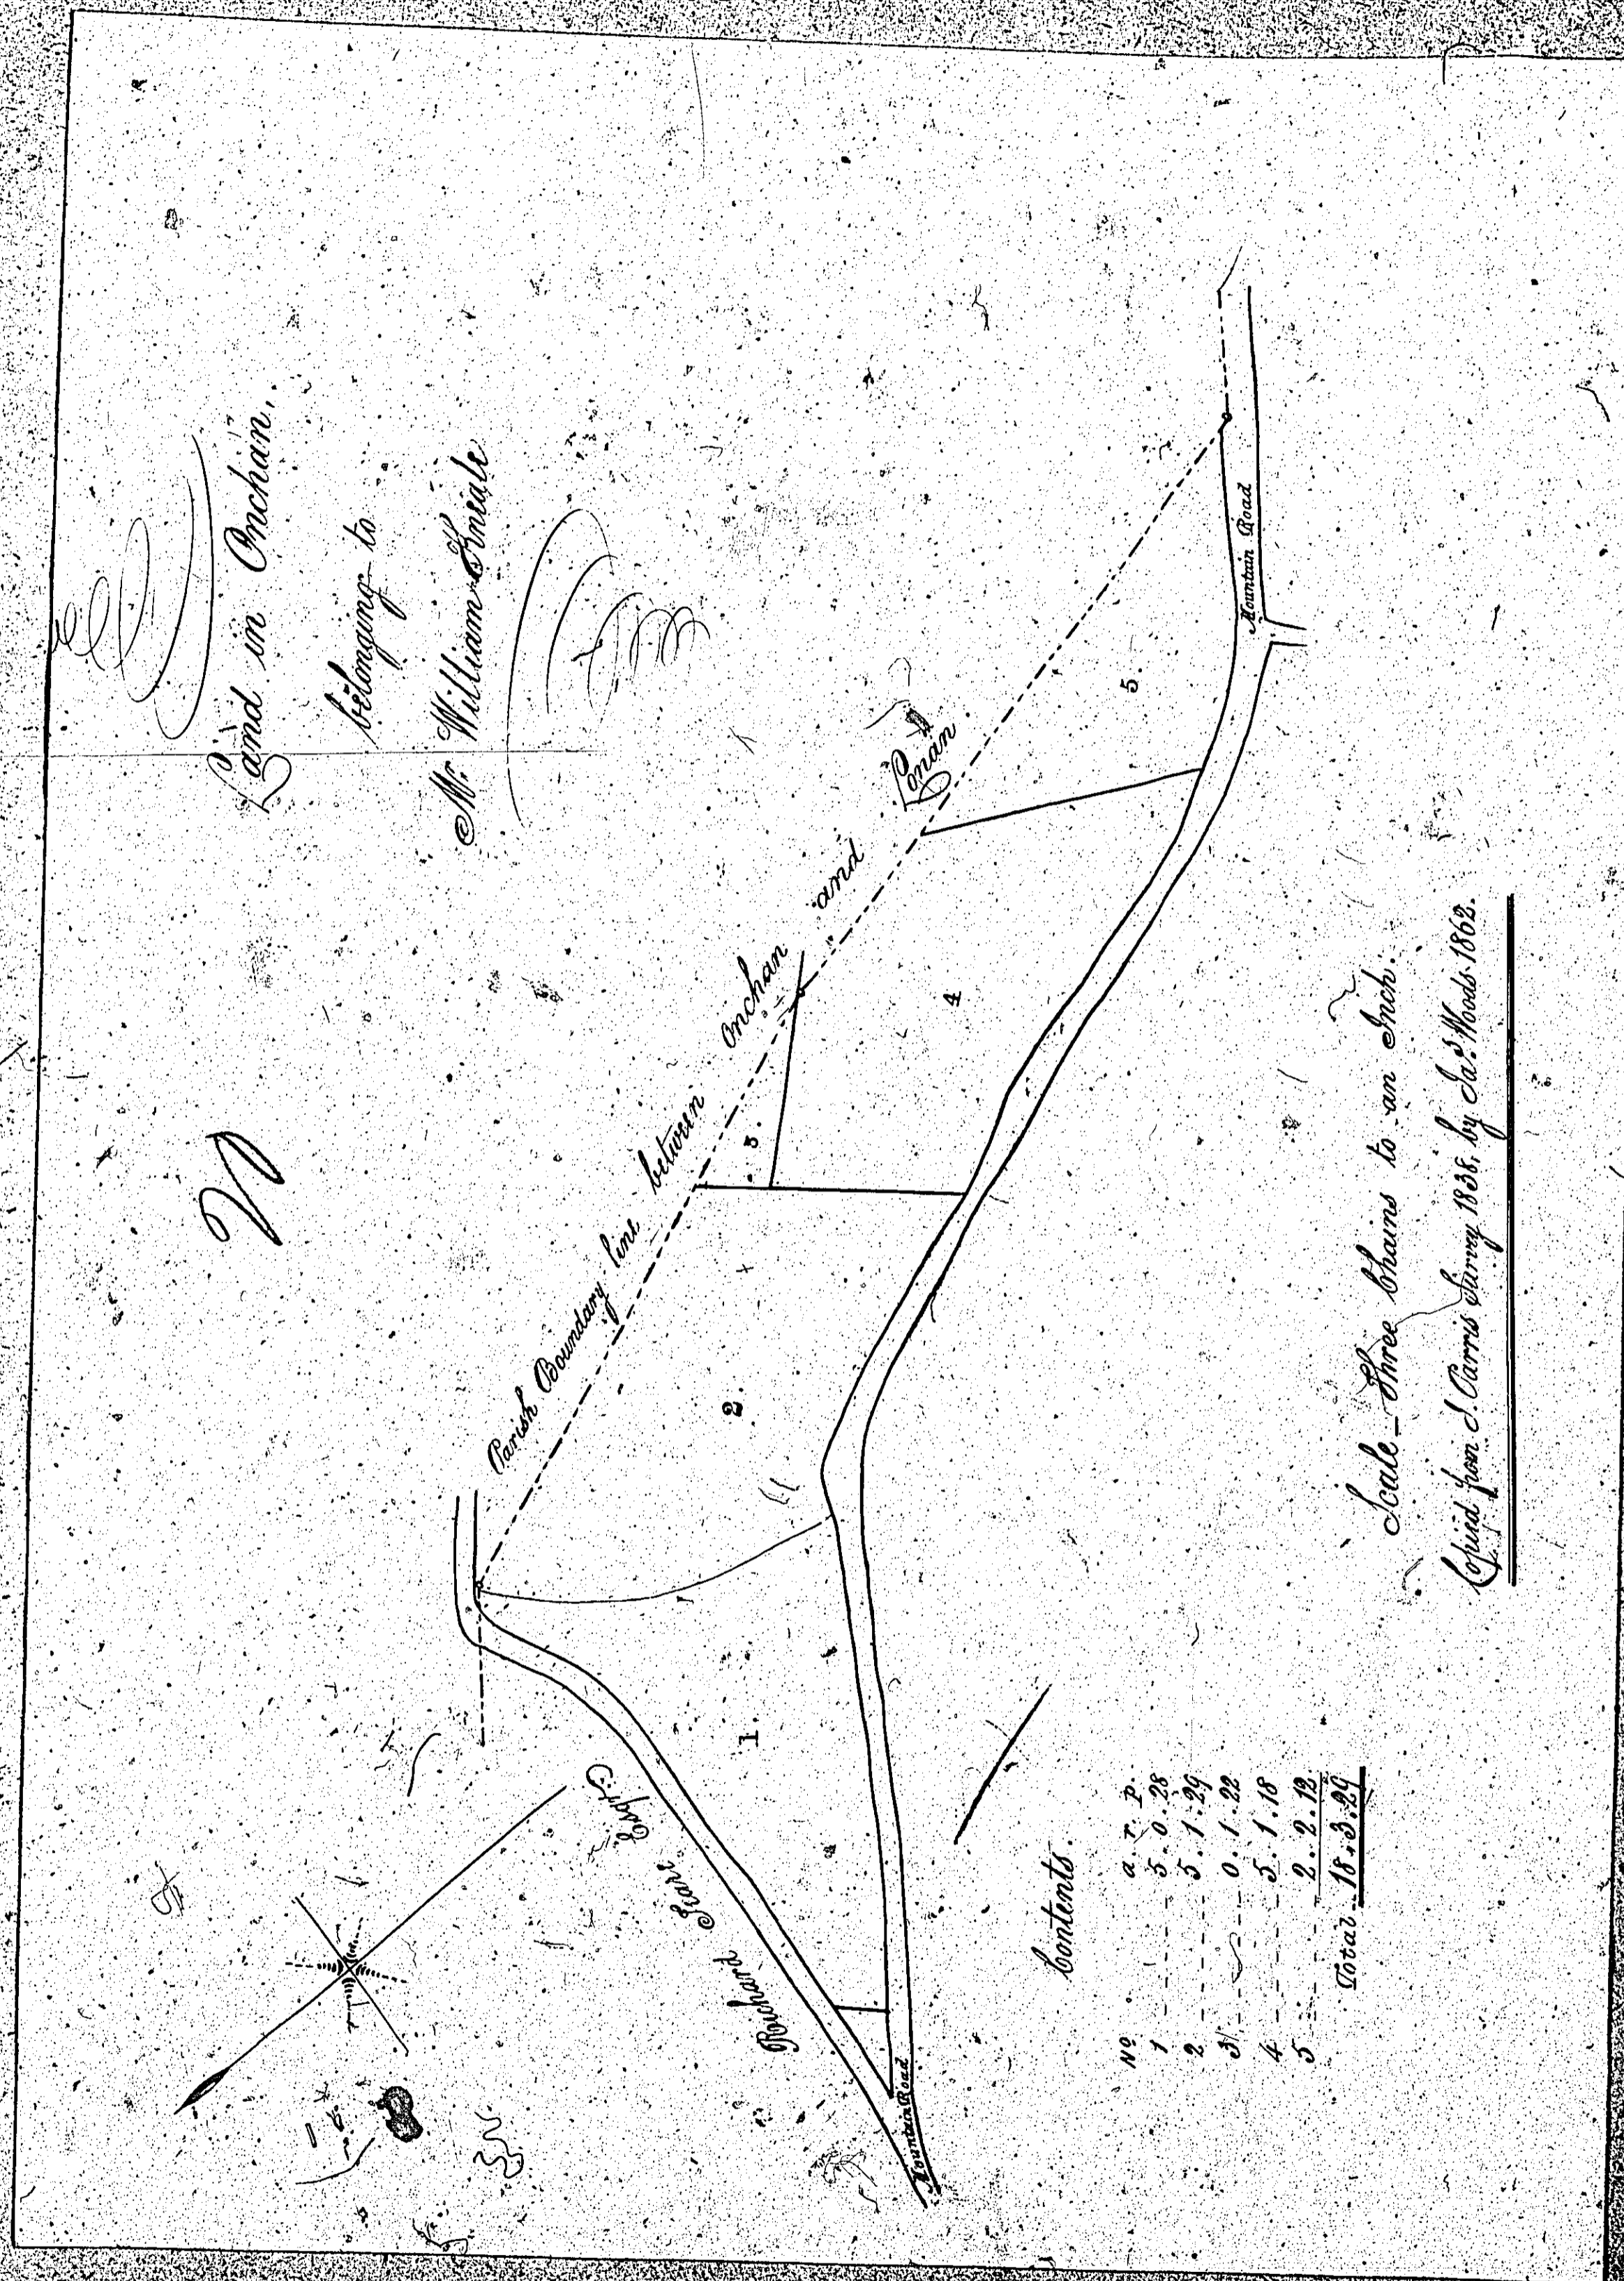 Land in Onchan,
belonging to
Mr. William Kneale
N
Parish Boundary line between Onchan and Lonan
Richard Esqr.
1.
2.
3.
4
5.
Mountain Road
Mountain Road
Contents.
No a. r. p.
1 ---- 5. 0. 28
2 ---- 5. 1. 29
3 ---- 0. 1. 22
4 ---- 5. 1. 18
5 ---- 2. 2. 12
Total 18. 3. 29
Scale - Three Chains to an Inch.
Copied from Survey 1838, by Jas. Woods 1862.